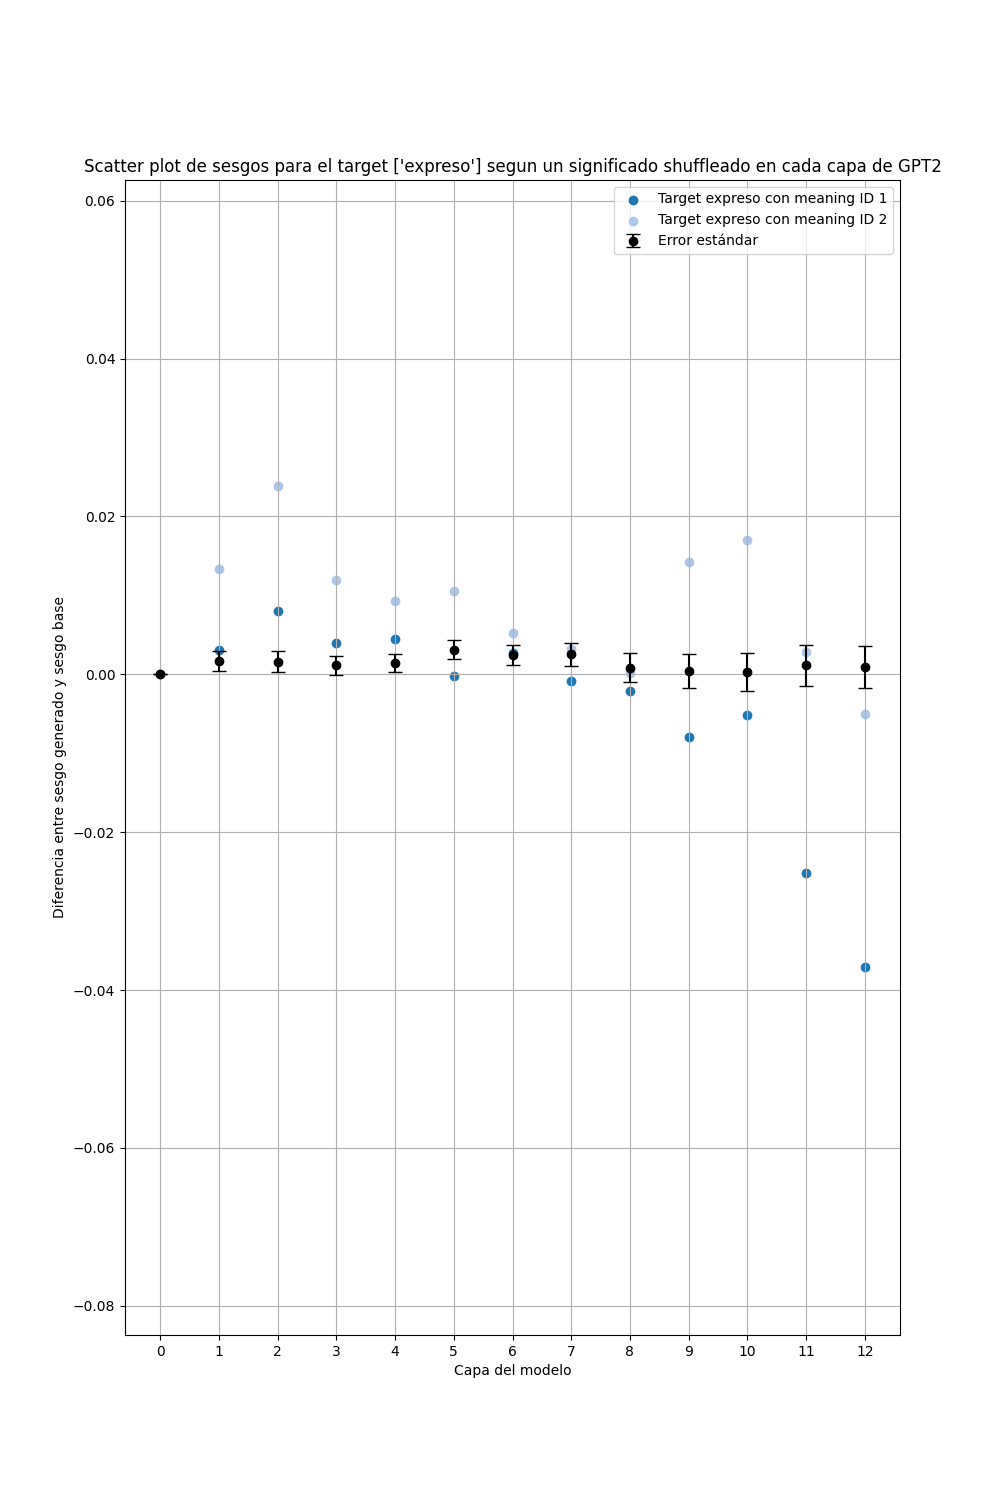 Scatter plot de sesgos para el target ['expreso'] segun un significado shuffleado en cada capa de GPT2
Target expreso con meaning ID 1
Target expreso con meaning ID 2
Error estándar
0.06
0.04
0.02
0.00
−0.02
−0.04
−0.06
−0.08
Diferencia entre sesgo generado y sesgo base
0 1 2 3 4 5 6 7 8 9 10 11 12
Capa del modelo